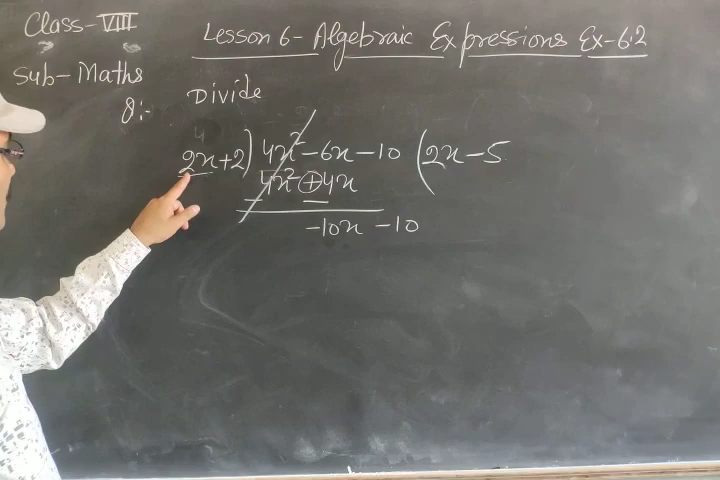 Class-VIII
Lesson 6- Algebraic Expressions Ex-6.2
Sub- Maths
Divide
8:-
2x+2) 4x² -6x -10 (2x -5
- 4x² + 4x
-10x -10